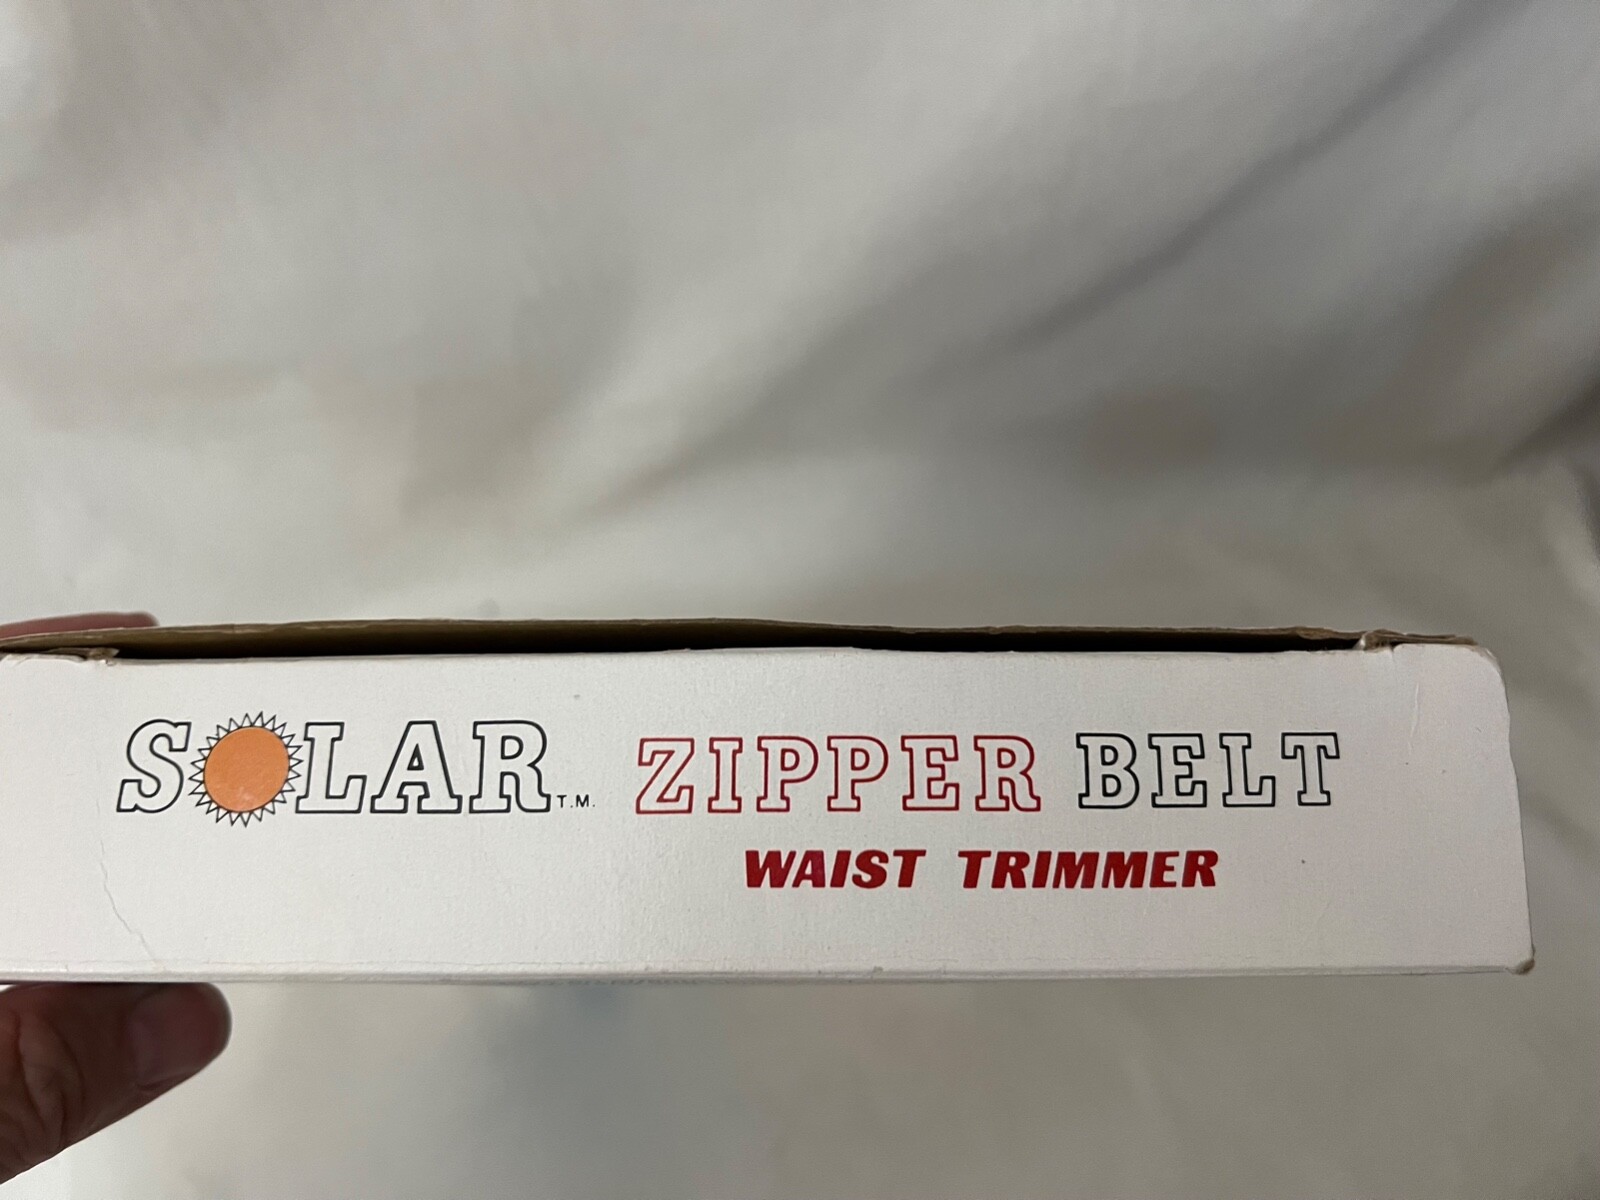 SOLAR T.M. ZIPPER BELT
WAIST TRIMMER